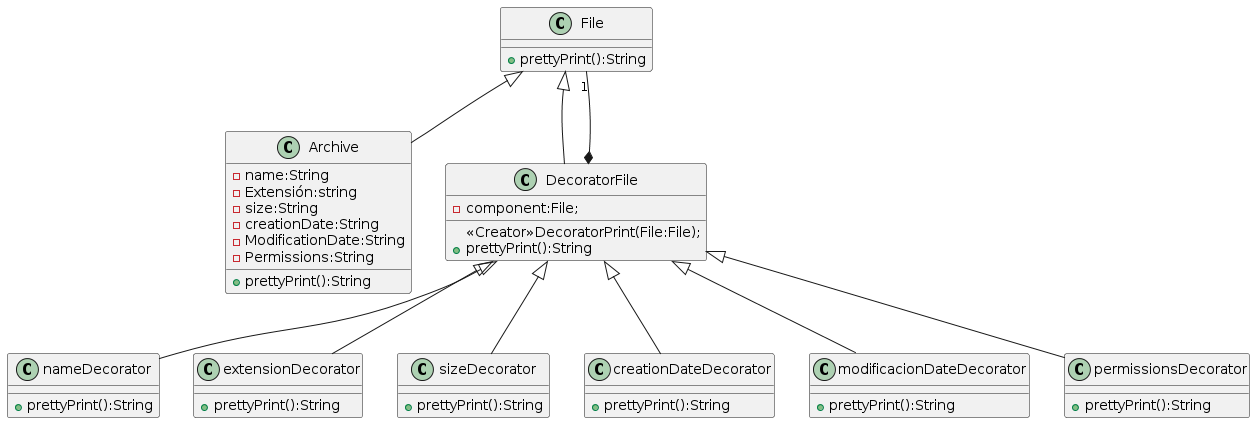 C File
prettyPrint():String
1
C Archive
name:String
Extensión:string
size:String
creationDate:String
ModificationDate:String
Permissions:String
prettyPrint():String
C DecoratorFile
component:File;
«Creator»DecoratorPrint(File:File);
prettyPrint():String
C nameDecorator
prettyPrint():String
C extensionDecorator
prettyPrint():String
C sizeDecorator
prettyPrint():String
C creationDateDecorator
prettyPrint():String
C modificacionDateDecorator
prettyPrint():String
C permissionsDecorator
prettyPrint():String